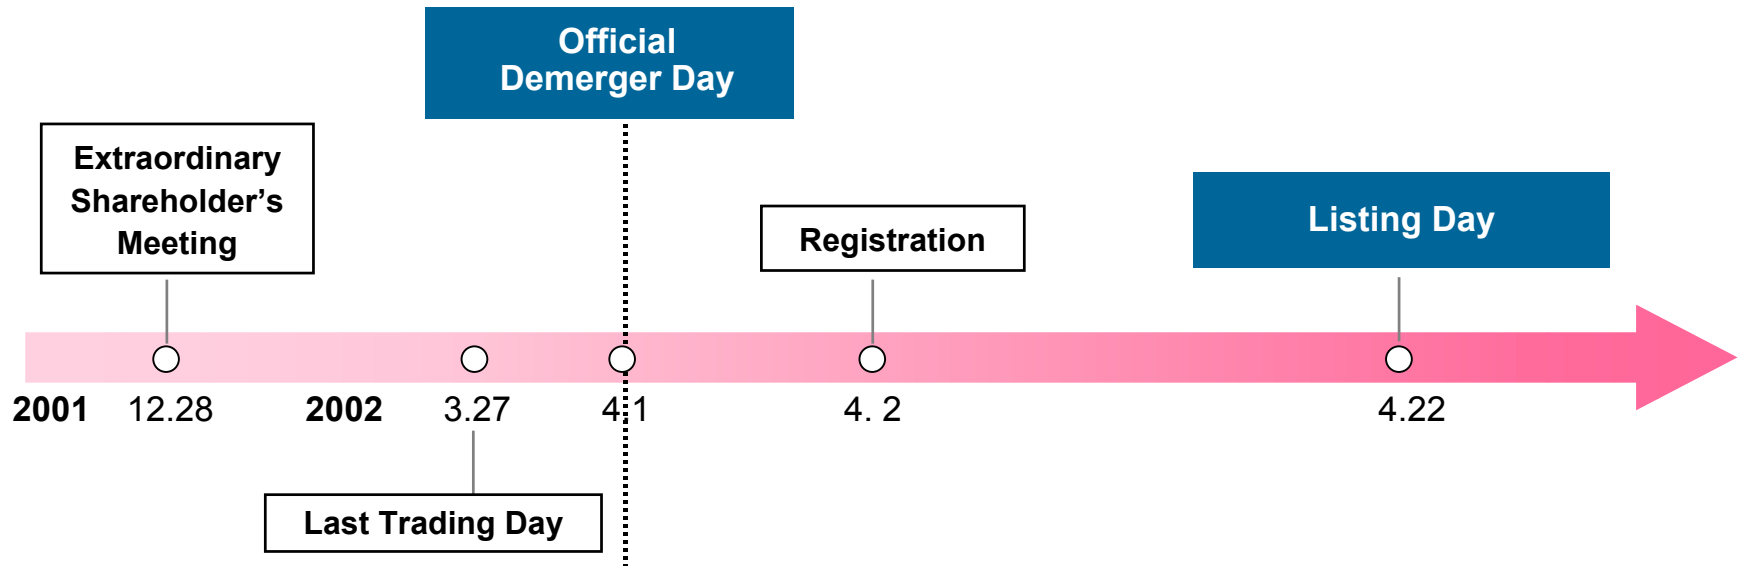 Official
Demerger Day
Extraordinary
Shareholder’s
Meeting
Registration
Listing Day
2001 12.28 2002 3.27 4.1 4. 2 4.22
Last Trading Day